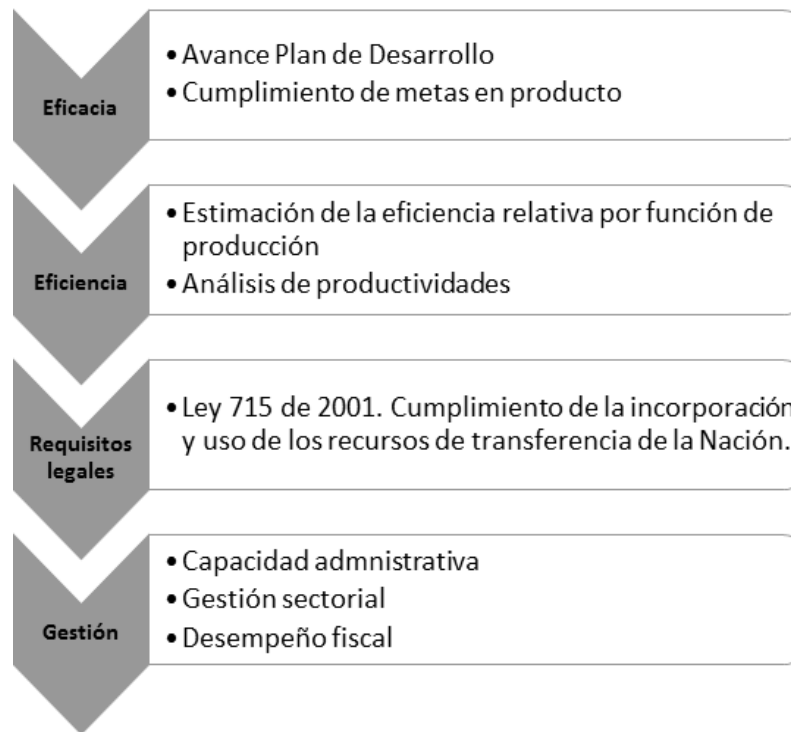 Eficacia
• Avance Plan de Desarrollo
• Cumplimiento de metas en producto
Eficiencia
• Estimación de la eficiencia relativa por función de
producción
• Análisis de productividades
Requisitos
legales
• Ley 715 de 2001. Cumplimiento de la incorporación
y uso de los recursos de transferencia de la Nación.
Gestión
• Capacidad admnistrativa
• Gestión sectorial
• Desempeño fiscal